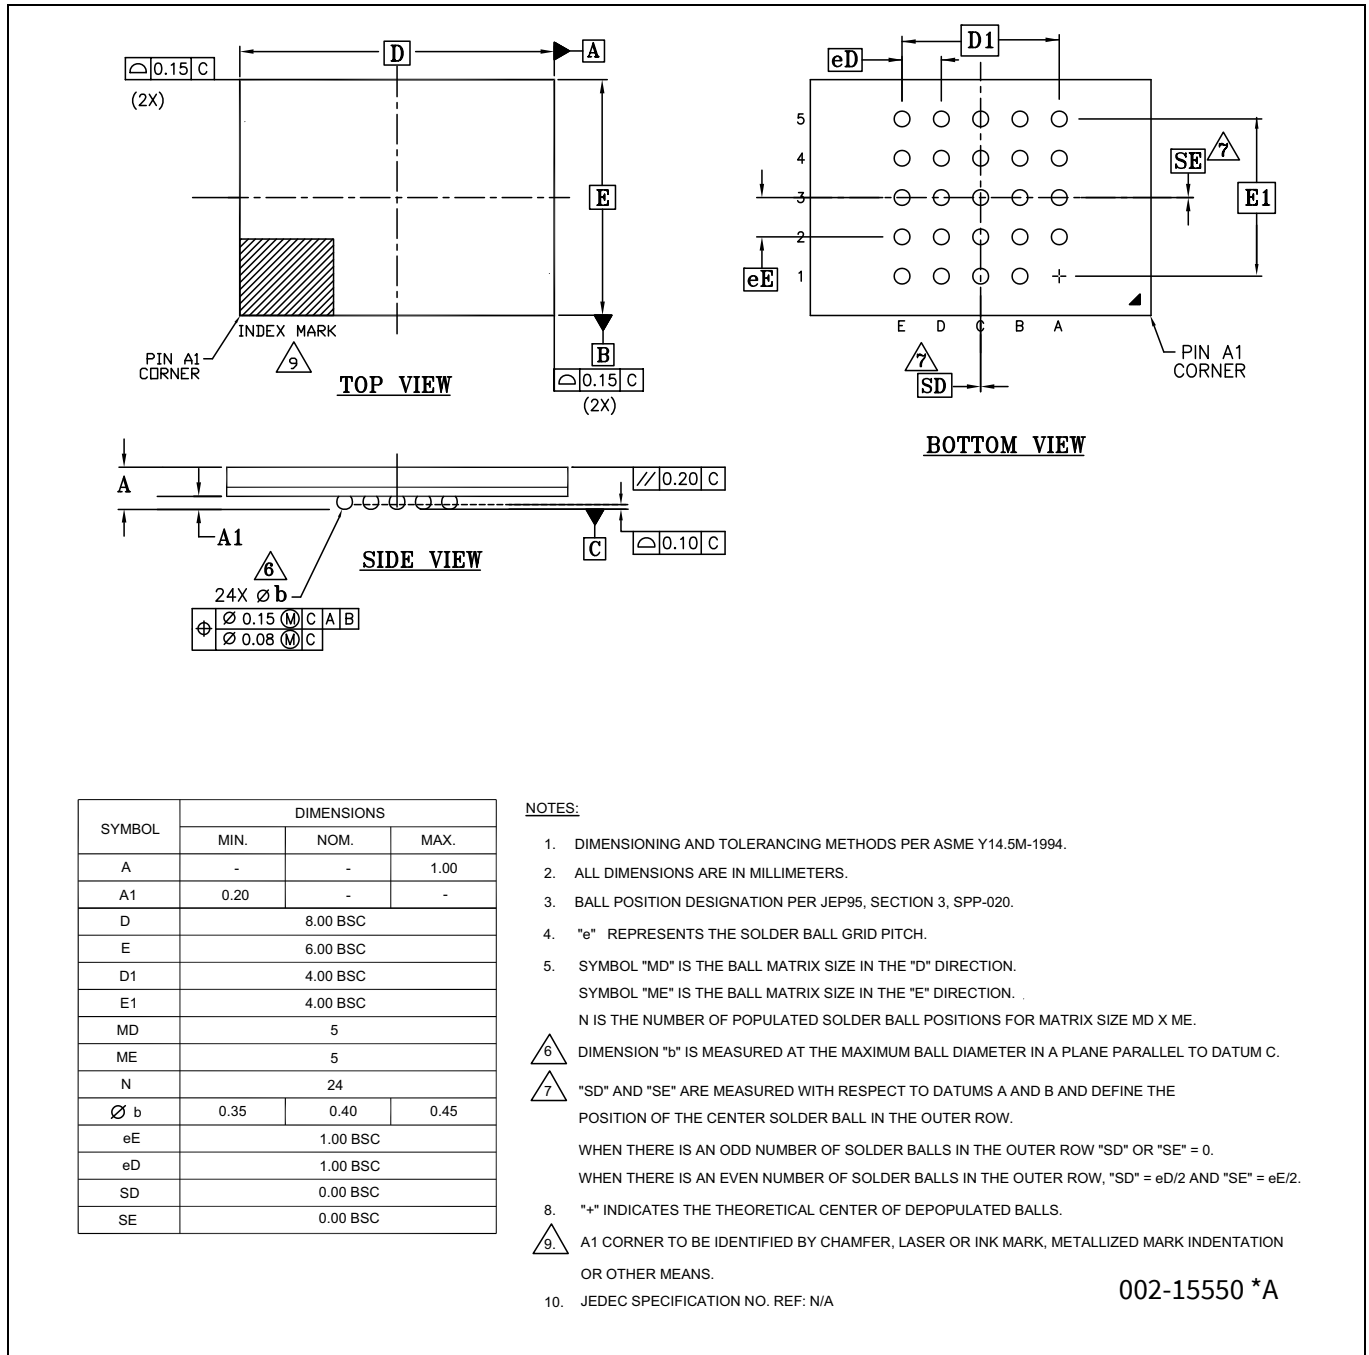 D
A
⌓ 0.15 C
(2X)
E
INDEX MARK
9
PIN A1
CORNER
B
⌓ 0.15 C
(2X)
TOP VIEW
D1
eD
5
4
3
2
1
SE
7
E1
eE
E D C B A
7
SD
PIN A1
CORNER
BOTTOM VIEW
A
A1
// 0.20 C
C
⌓ 0.10 C
SIDE VIEW
6
24X Ø b
⌖ Ø 0.15 Ⓜ C A B
Ø 0.08 Ⓜ C
SYMBOL DIMENSIONS
MIN. NOM. MAX.
A - - 1.00
A1 0.20 - -
D 8.00 BSC
E 6.00 BSC
D1 4.00 BSC
E1 4.00 BSC
MD 5
ME 5
N 24
Ø b 0.35 0.40 0.45
eE 1.00 BSC
eD 1.00 BSC
SD 0.00 BSC
SE 0.00 BSC
NOTES:
1. DIMENSIONING AND TOLERANCING METHODS PER ASME Y14.5M-1994.
2. ALL DIMENSIONS ARE IN MILLIMETERS.
3. BALL POSITION DESIGNATION PER JEP95, SECTION 3, SPP-020.
4. "e" REPRESENTS THE SOLDER BALL GRID PITCH.
5. SYMBOL "MD" IS THE BALL MATRIX SIZE IN THE "D" DIRECTION.
SYMBOL "ME" IS THE BALL MATRIX SIZE IN THE "E" DIRECTION.
N IS THE NUMBER OF POPULATED SOLDER BALL POSITIONS FOR MATRIX SIZE MD X ME.
6 DIMENSION "b" IS MEASURED AT THE MAXIMUM BALL DIAMETER IN A PLANE PARALLEL TO DATUM C.
7 "SD" AND "SE" ARE MEASURED WITH RESPECT TO DATUMS A AND B AND DEFINE THE
POSITION OF THE CENTER SOLDER BALL IN THE OUTER ROW.
WHEN THERE IS AN ODD NUMBER OF SOLDER BALLS IN THE OUTER ROW "SD" OR "SE" = 0.
WHEN THERE IS AN EVEN NUMBER OF SOLDER BALLS IN THE OUTER ROW, "SD" = eD/2 AND "SE" = eE/2.
8. "+" INDICATES THE THEORETICAL CENTER OF DEPOPULATED BALLS.
9. A1 CORNER TO BE IDENTIFIED BY CHAMFER, LASER OR INK MARK, METALLIZED MARK INDENTATION
OR OTHER MEANS.
10. JEDEC SPECIFICATION NO. REF: N/A
002-15550 *A